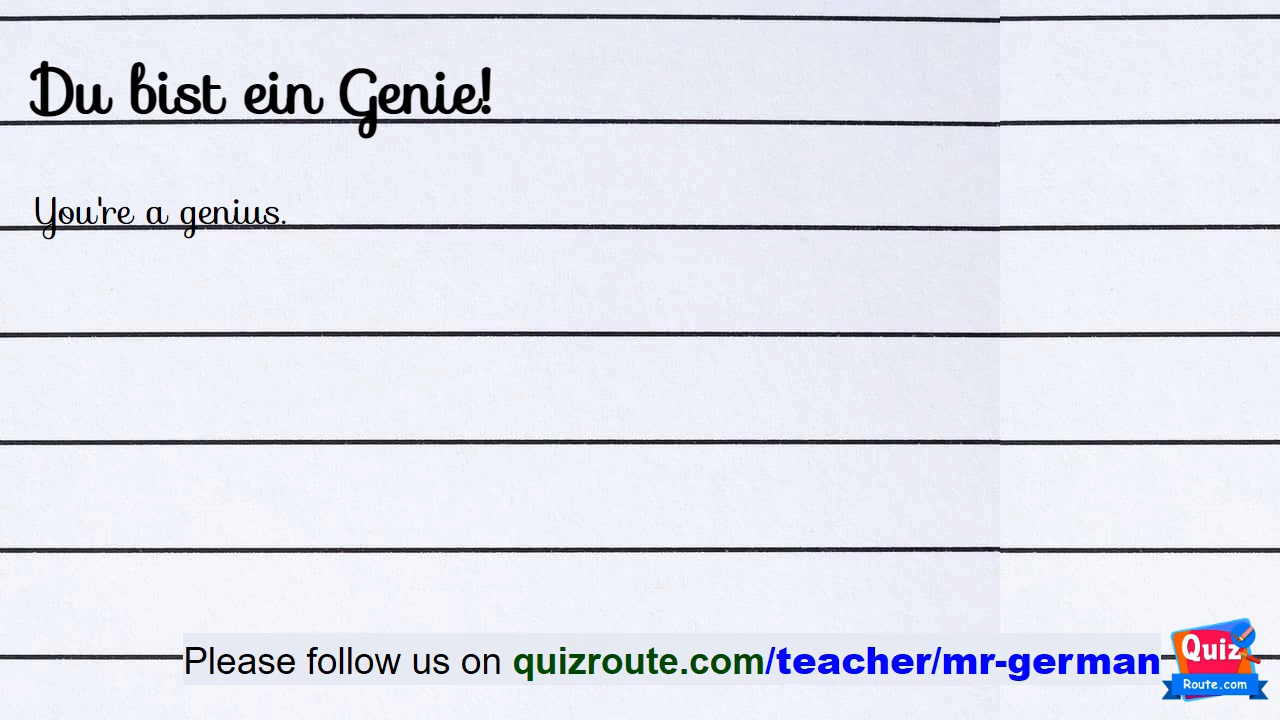 Du bist ein Genie!
You're a genius.
Please follow us on quizroute.com/teacher/mr-german
Quiz
Route.com